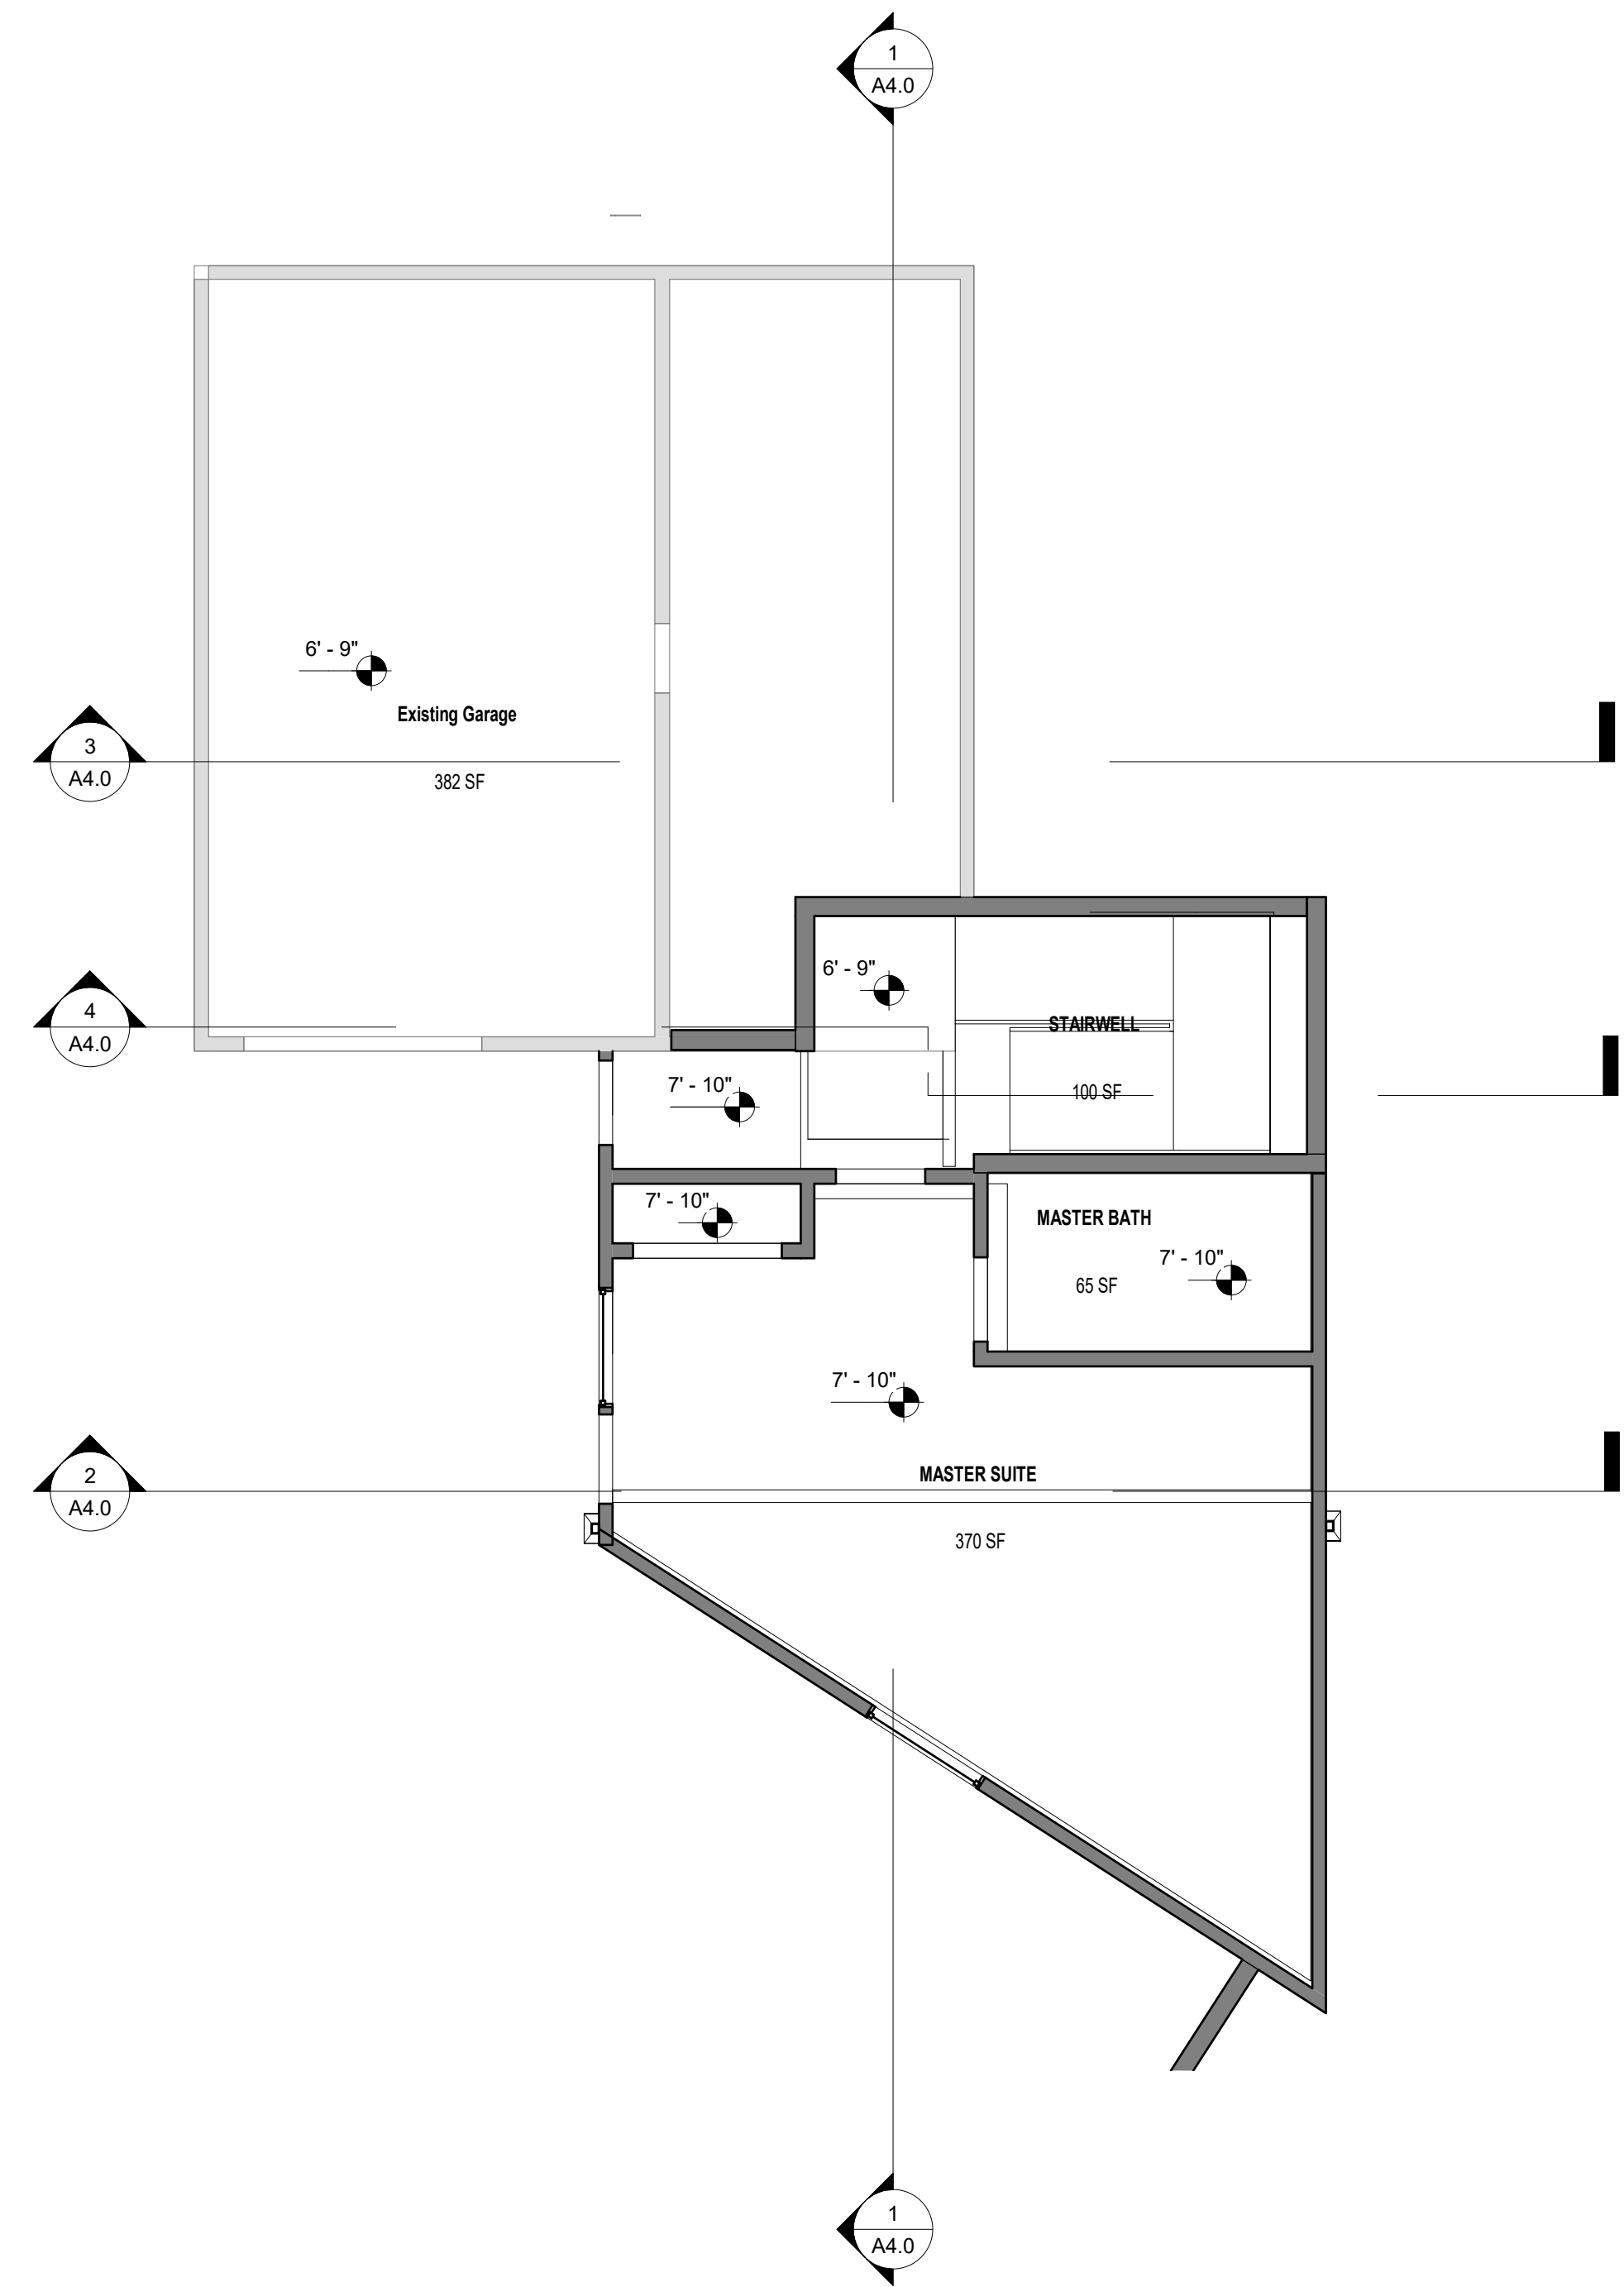 1
A4.0
6' - 9"
Existing Garage
3
A4.0
382 SF
6' - 9"
4
A4.0
STAIRWELL
7' - 10"
100 SF
7' - 10"
MASTER BATH
7' - 10"
65 SF
7' - 10"
2
A4.0
MASTER SUITE
370 SF
1
A4.0